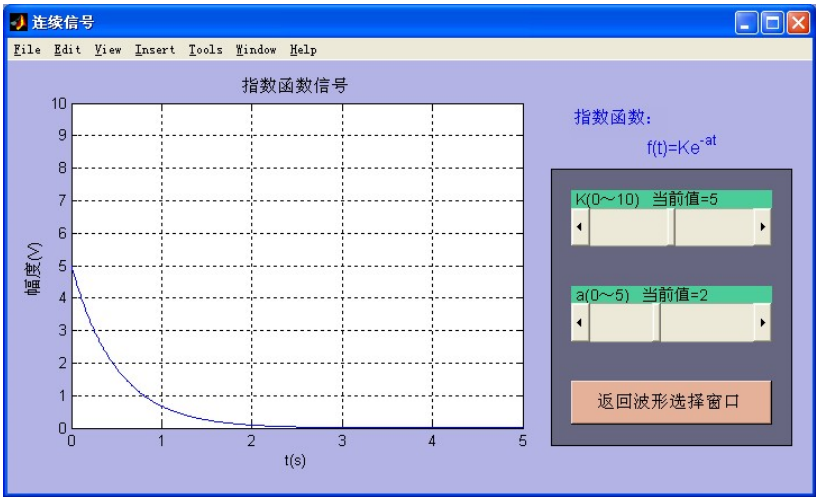 连续信号
File Edit View Insert Tools Window Help
指数函数信号
10
9
8
7
6
5
4
3
2
1
0
幅度(V)
0 1 2 3 4 5
t(s)
指数函数：
f(t)=Ke-at
K(0～10) 当前值=5
a(0～5) 当前值=2
返回波形选择窗口